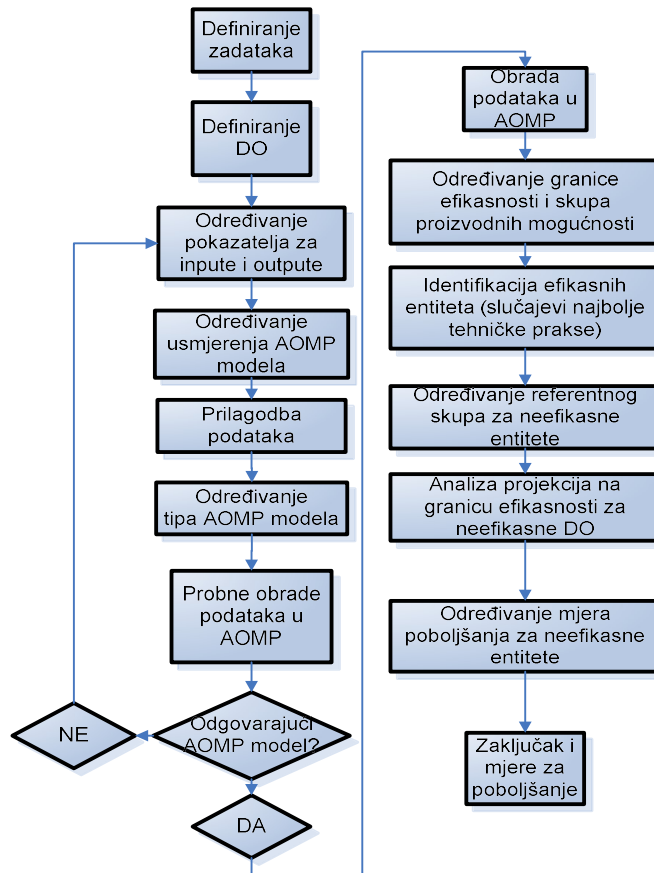 Definiranje
zadataka
Definiranje
DO
Određivanje
pokazatelja za
inpute i outpute
Određivanje
usmjerenja AOMP
modela
Prilagodba
podataka
Određivanje
tipa AOMP modela
Probne obrade
podataka u
AOMP
Odgovarajući
AOMP model?
NE
DA
Obrada
podataka u
AOMP
Određivanje granice
efikasnosti i skupa
proizvodnih mogućnosti
Identifikacija efikasnih
entiteta (slučajevi najbolje
tehničke prakse)
Određivanje referentnog
skupa za neefikasne
entitete
Analiza projekcija na
granicu efikasnosti za
neefikasne DO
Određivanje mjera
poboljšanja za neefikasne
entitete
Zaključak i
mjere za
poboljšanje